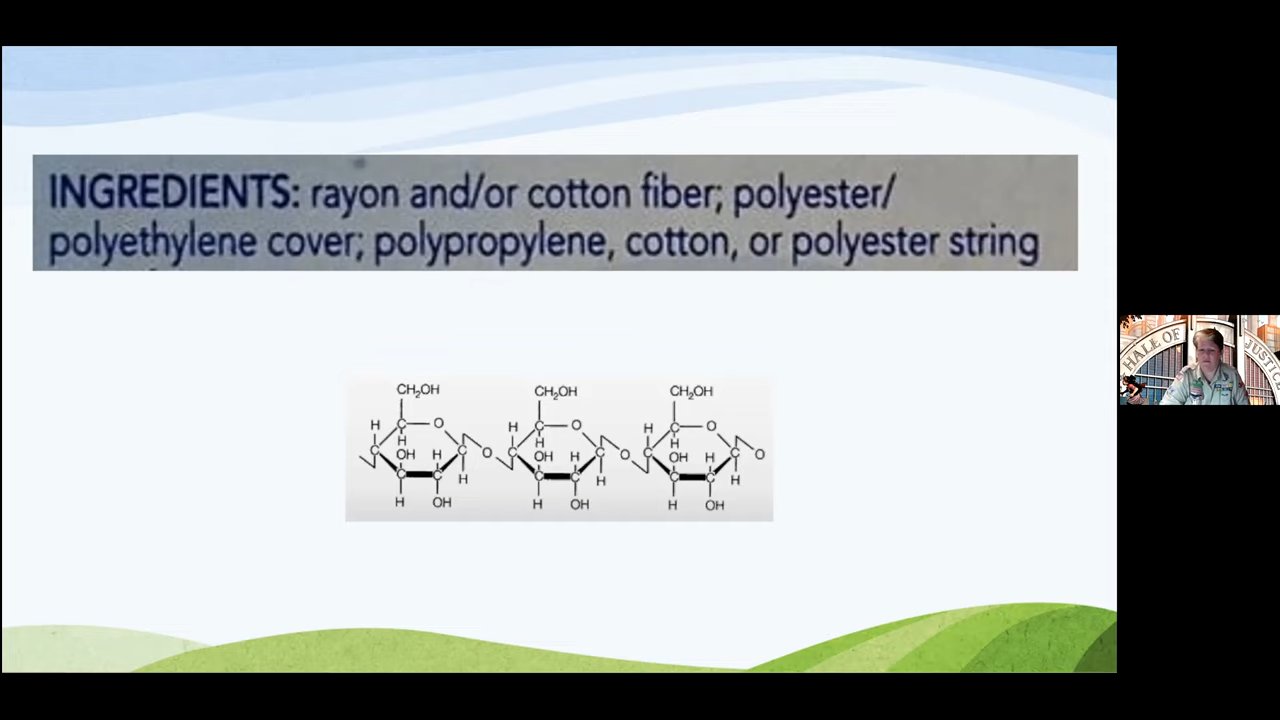 INGREDIENTS: rayon and/or cotton fiber; polyester/
polyethylene cover; polypropylene, cotton, or polyester string
CH₂OH CH₂OH CH₂OH
H C O H C O H C O
H H H
C OH H C O C OH H C O C OH H C O
C C H C C H C C H
H OH H OH H OH
HALL OF JUSTICE